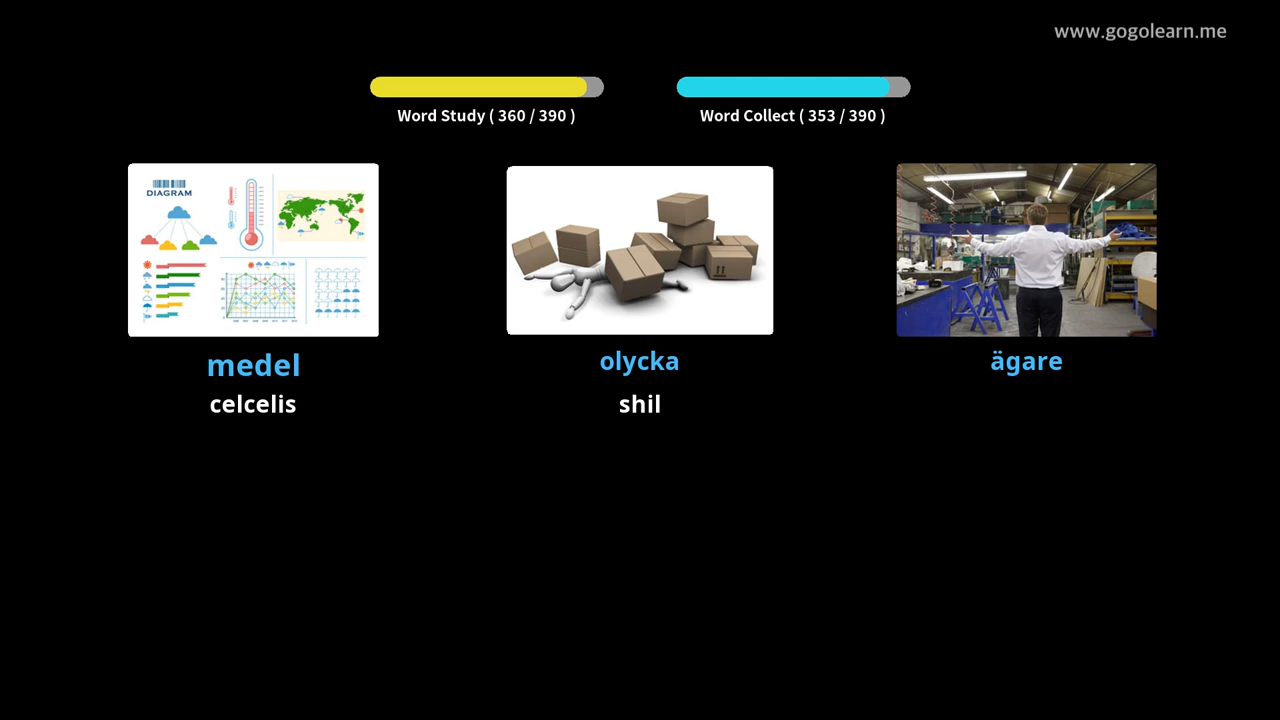 www.gogolearn.me
Word Study ( 360 / 390 )
Word Collect ( 353 / 390 )
DIAGRAM
medel
olycka
ägare
celcelis
shil